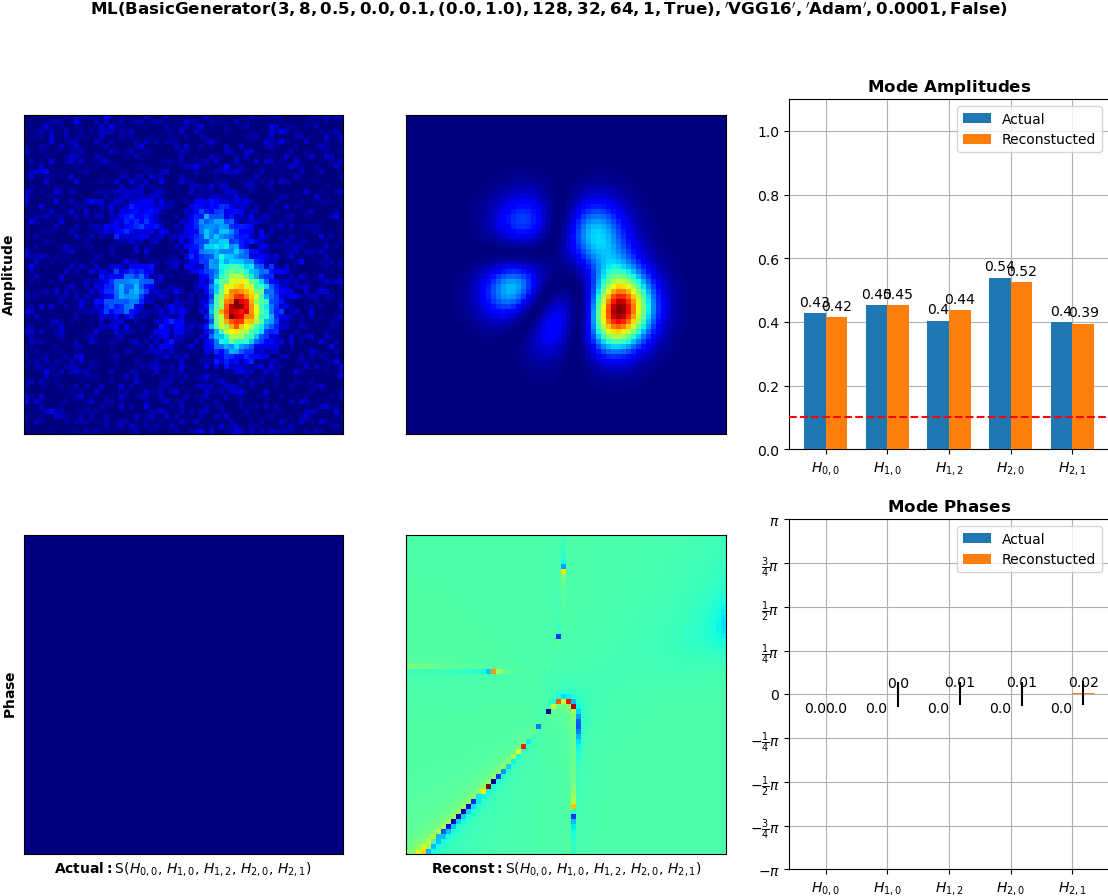 ML(BasicGenerator(3, 8, 0.5, 0.0, 0.1, (0.0, 1.0), 128, 32, 64, 1, True), 'VGG16', 'Adam', 0.0001, False)
Amplitude
Mode Amplitudes
Actual
Reconstucted
1.0
0.8
0.6
0.4
0.2
0.0
0.43 0.42 0.45 0.45 0.4 0.44 0.54 0.52 0.4 0.39
H0,0 H1,0 H1,2 H2,0 H2,1
Phase
Actual: S(H0,0, H1,0, H1,2, H2,0, H2,1)
Reconst: S(H0,0, H1,0, H1,2, H2,0, H2,1)
Mode Phases
Actual
Reconstucted
π
3/4π
1/2π
1/4π
0
−1/4π
−1/2π
−3/4π
−π
0.0 0.0 0.0 0.0 0.0 0.01 0.0 0.01 0.0 0.02
H0,0 H1,0 H1,2 H2,0 H2,1